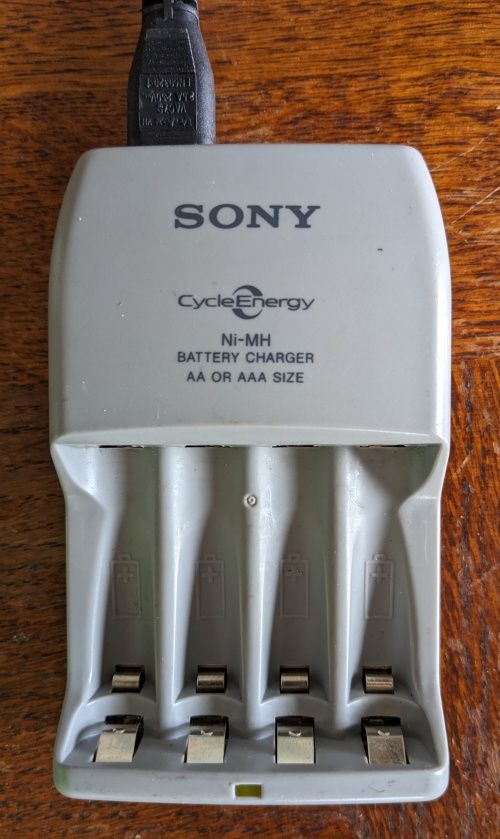 SONY
CycleEnergy
Ni-MH
BATTERY CHARGER
AA OR AAA SIZE